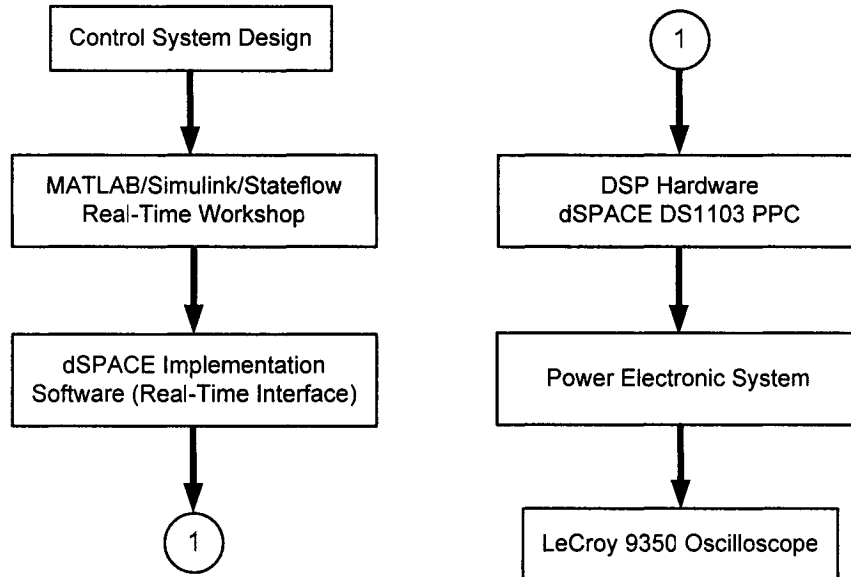 Control System Design
MATLAB/Simulink/Stateflow
Real-Time Workshop
dSPACE Implementation
Software (Real-Time Interface)
1
1
DSP Hardware
dSPACE DS1103 PPC
Power Electronic System
LeCroy 9350 Oscilloscope